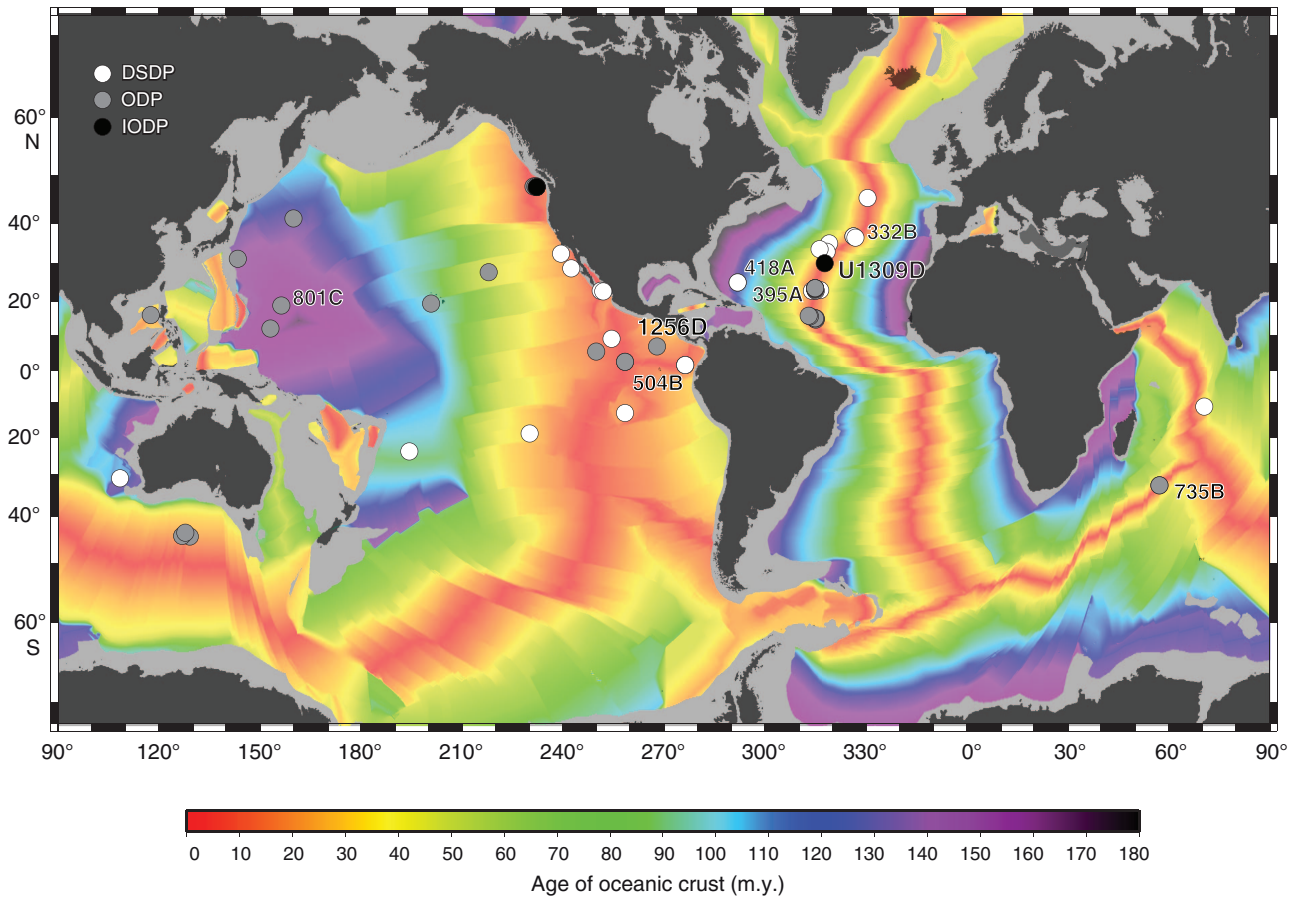 DSDP
ODP
IODP
60°
N
40°
20°
0°
20°
40°
60°
S
332B
418A
U1309D
801C
395A
1256D
504B
735B
90° 120° 150° 180° 210° 240° 270° 300° 330° 0° 30° 60° 90°
0 10 20 30 40 50 60 70 80 90 100 110 120 130 140 150 160 170 180
Age of oceanic crust (m.y.)